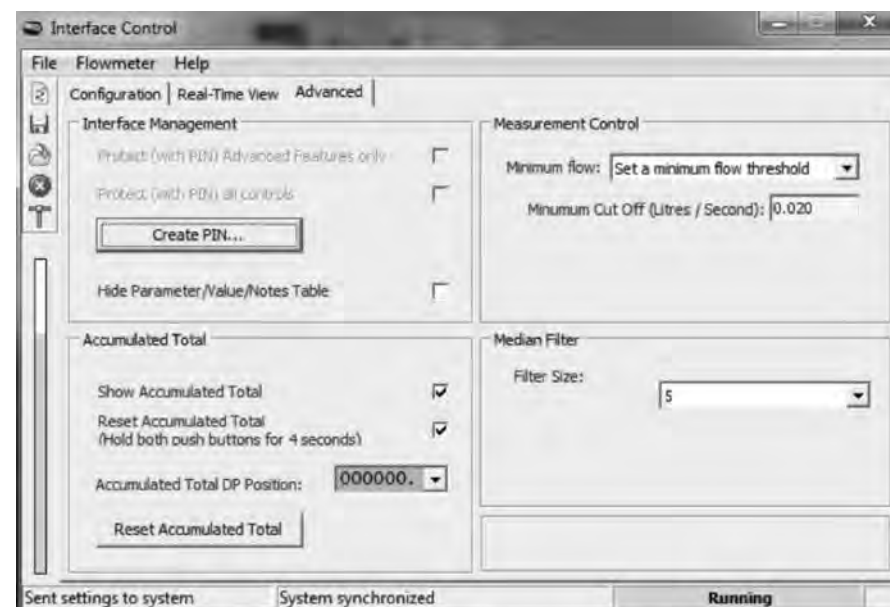 Interface Control
File Flowmeter Help
Configuration Real-Time View Advanced
Interface Management
Protect (with PIN) Advanced Features only
Protect (with PIN) all controls
Create PIN...
Hide Parameter/Value/Notes Table
Measurement Control
Minimum flow: Set a minimum flow threshold
Minumum Cut Off (Litres / Second): 0.020
Accumulated Total
Show Accumulated Total
Reset Accumulated Total
(Hold both push buttons for 4 seconds)
Accumulated Total DP Position: 000000.
Reset Accumulated Total
Median Filter
Filter Size: 5
Sent settings to system System synchronized Running